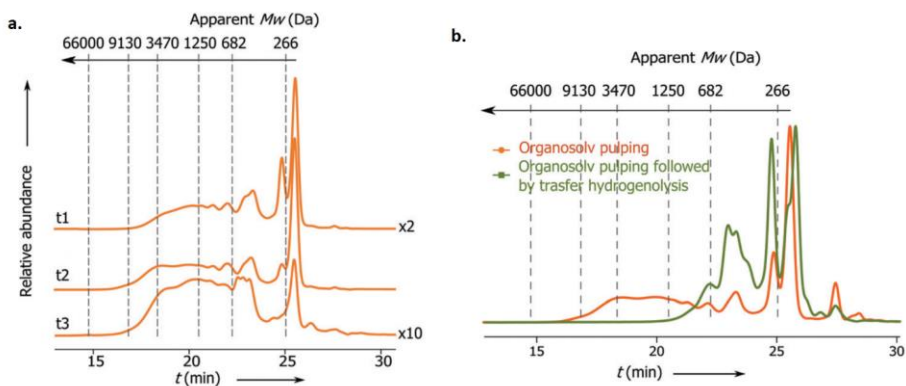 a.
Apparent Mw (Da)
66000 9130 3470 1250 682 266
Relative abundance
t1
x2
t2
t3
x10
15 20 25 30
t (min)
b.
Apparent Mw (Da)
66000 9130 3470 1250 682 266
Organosolv pulping
Organosolv pulping followed
by trasfer hydrogenolysis
15 20 25 30
t (min)